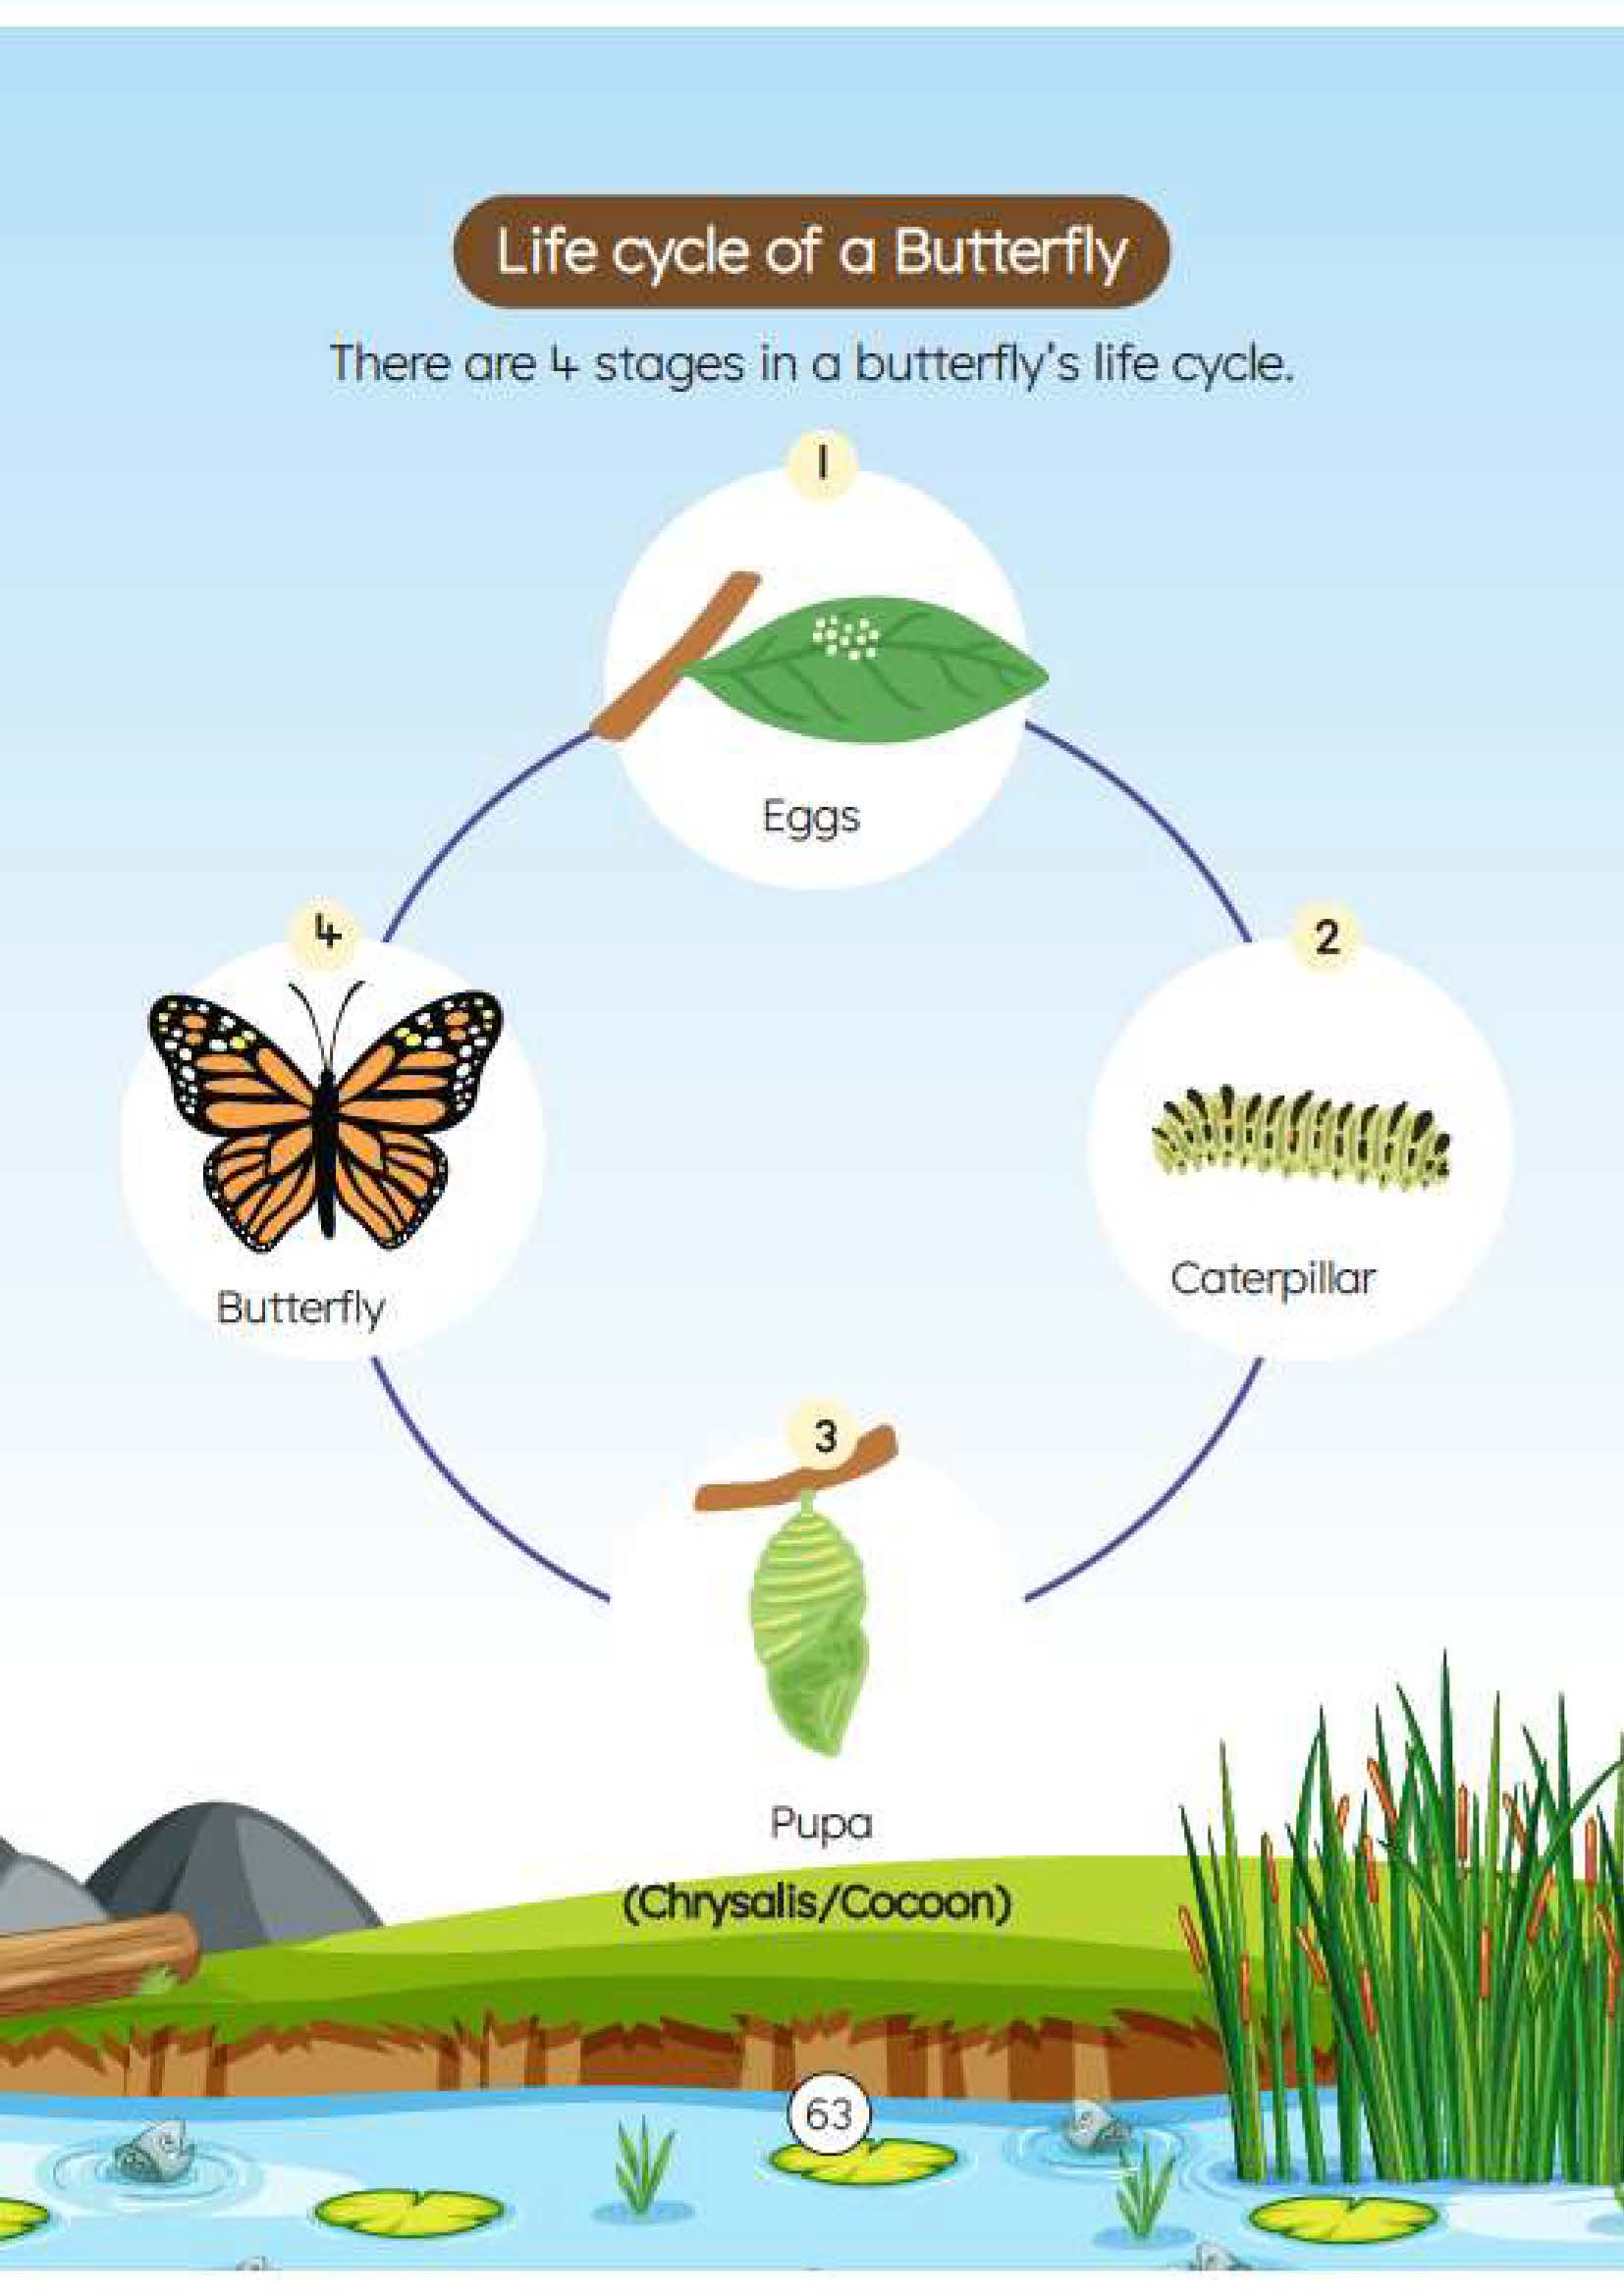 Life cycle of a Butterfly
There are 4 stages in a butterfly's life cycle.
1
Eggs
2
Caterpillar
3
Pupa
(Chrysalis/Cocoon)
4
Butterfly
63